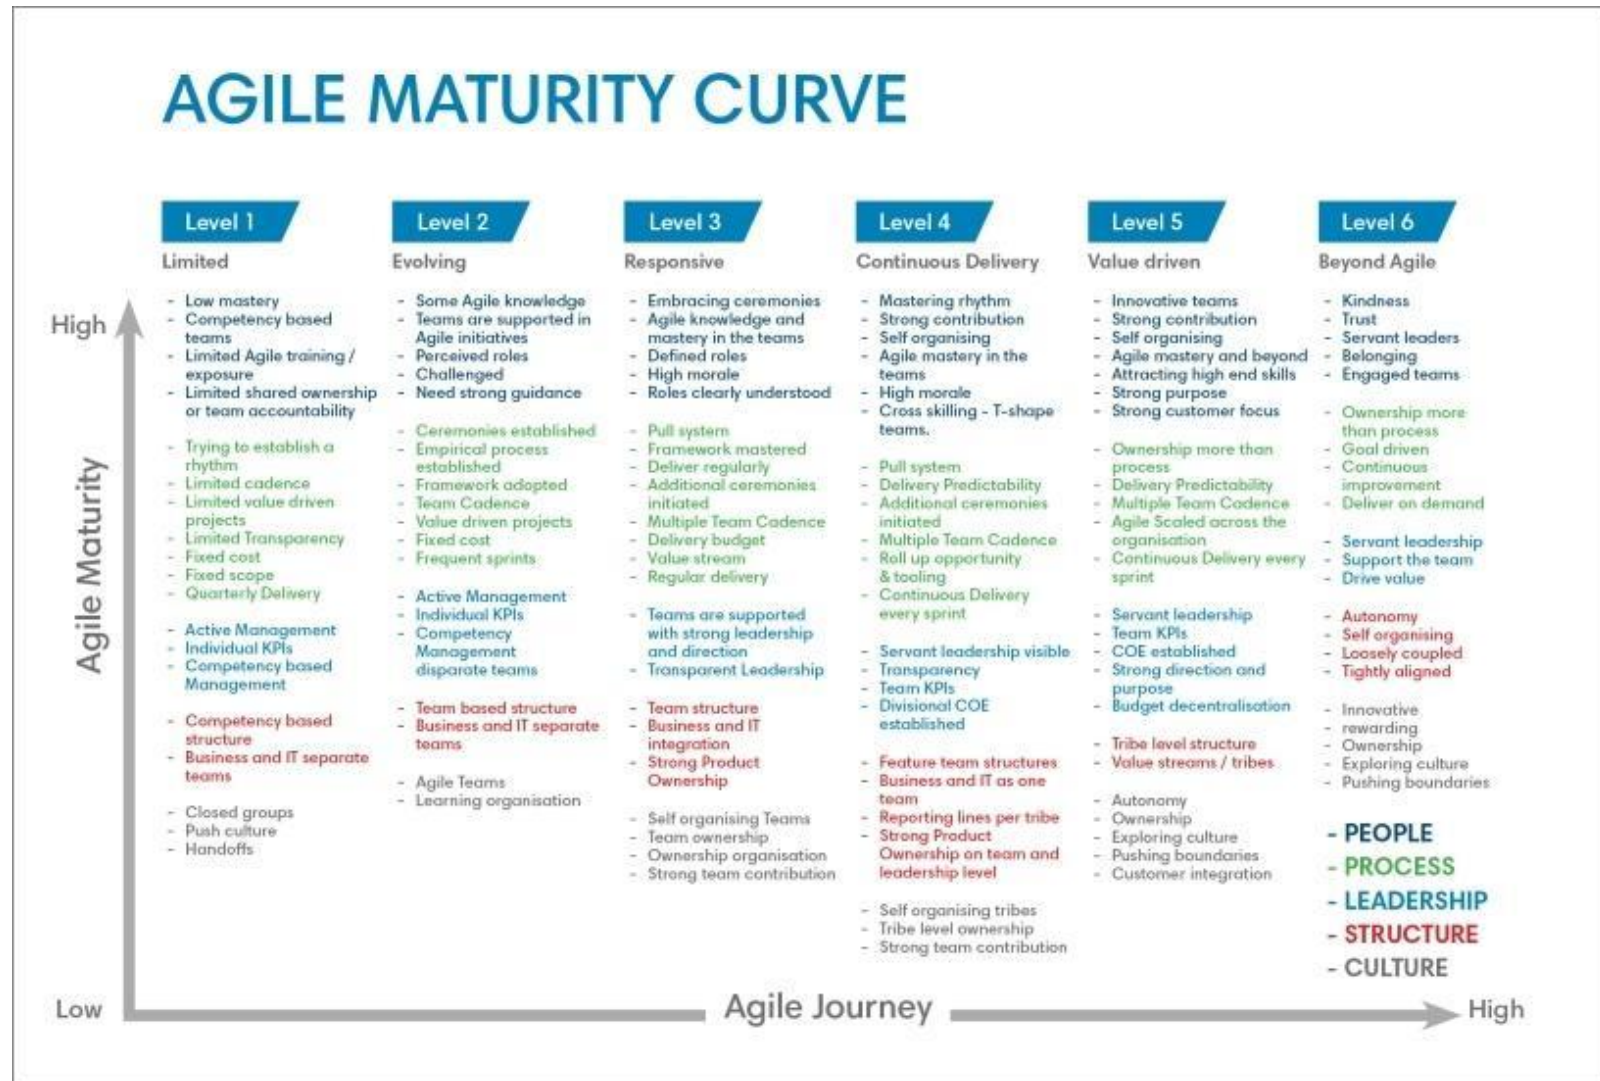 AGILE MATURITY CURVE
Level 1
Limited
- Low mastery
- Competency based
teams
- Limited Agile training /
exposure
- Limited shared ownership
or team accountability
- Trying to establish a
rhythm
- Limited cadence
- Limited value driven
projects
- Limited Transparency
- Fixed cost
- Fixed scope
- Quarterly Delivery
- Active Management
- Individual KPIs
- Competency based
Management
- Competency based
structure
- Business and IT separate
teams
- Closed groups
- Push culture
- Handoffs
Level 2
Evolving
- Some Agile knowledge
- Teams are supported in
Agile initiatives
- Perceived roles
- Challenged
- Need strong guidance
- Ceremonies established
- Empirical process
established
- Framework adopted
- Team Cadence
- Value driven projects
- Fixed cost
- Frequent sprints
- Active Management
- Individual KPIs
- Competency
Management
disparate teams
- Team based structure
- Business and IT separate
teams
- Agile Teams
- Learning organisation
Level 3
Responsive
- Embracing ceremonies
- Agile knowledge and
mastery in the teams
- Defined roles
- High morale
- Roles clearly understood
- Pull system
- Framework mastered
- Deliver regularly
- Additional ceremonies
initiated
- Multiple Team Cadence
- Delivery budget
- Value stream
- Regular delivery
- Teams are supported
with strong leadership
and direction
- Transparent Leadership
- Team structure
- Business and IT
integration
- Strong Product
Ownership
- Self organising Teams
- Team ownership
- Ownership organisation
- Strong team contribution
Level 4
Continuous Delivery
- Mastering rhythm
- Strong contribution
- Self organising
- Agile mastery in the
teams
- High morale
- Cross skilling - T-shape
teams.
- Pull system
- Delivery Predictability
- Additional ceremonies
initiated
- Multiple Team Cadence
- Roll up opportunity
& tooling
- Continuous Delivery
every sprint
- Servant leadership visible
- Transparency
- Team KPIs
- Divisional COE
established
- Feature team structures
- Business and IT as one
team
- Reporting lines per tribe
- Strong Product
Ownership on team and
leadership level
- Self organising tribes
- Tribe level ownership
- Strong team contribution
Level 5
Value driven
- Innovative teams
- Strong contribution
- Self organising
- Agile mastery and beyond
- Attracting high end skills
- Strong purpose
- Strong customer focus
- Ownership more than
process
- Delivery Predictability
- Multiple Team Cadence
- Agile Scaled across the
organisation
- Continuous Delivery every
sprint
- Servant leadership
- Team KPIs
- COE established
- Strong direction and
purpose
- Budget decentralisation
- Tribe level structure
- Value streams / tribes
- Autonomy
- Ownership
- Exploring culture
- Pushing boundaries
- Customer integration
Level 6
Beyond Agile
- Kindness
- Trust
- Servant leaders
- Belonging
- Engaged teams
- Ownership more
than process
- Goal driven
- Continuous
improvement
- Deliver on demand
- Servant leadership
- Support the team
- Drive value
- Autonomy
- Self organising
- Loosely coupled
- Tightly aligned
- Innovative
- rewarding
- Ownership
- Exploring culture
- Pushing boundaries
- PEOPLE
- PROCESS
- LEADERSHIP
- STRUCTURE
- CULTURE
High
Agile Maturity
Low
Agile Journey
High